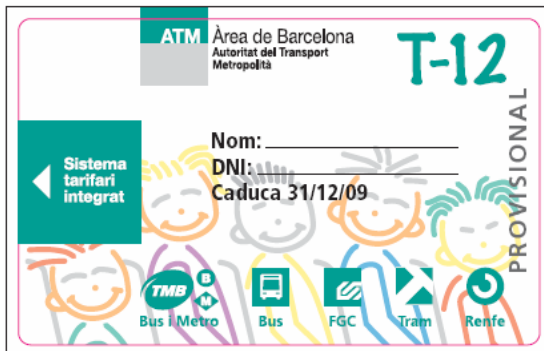 ATM Àrea de Barcelona
Autoritat del Transport
Metropolità
T-12
PROVISIONAL
Sistema
tarifari
integrat
Nom:
DNI:
Caduca 31/12/09
TMB
B
M
Bus i Metro
Bus
FGC
Tram
Renfe